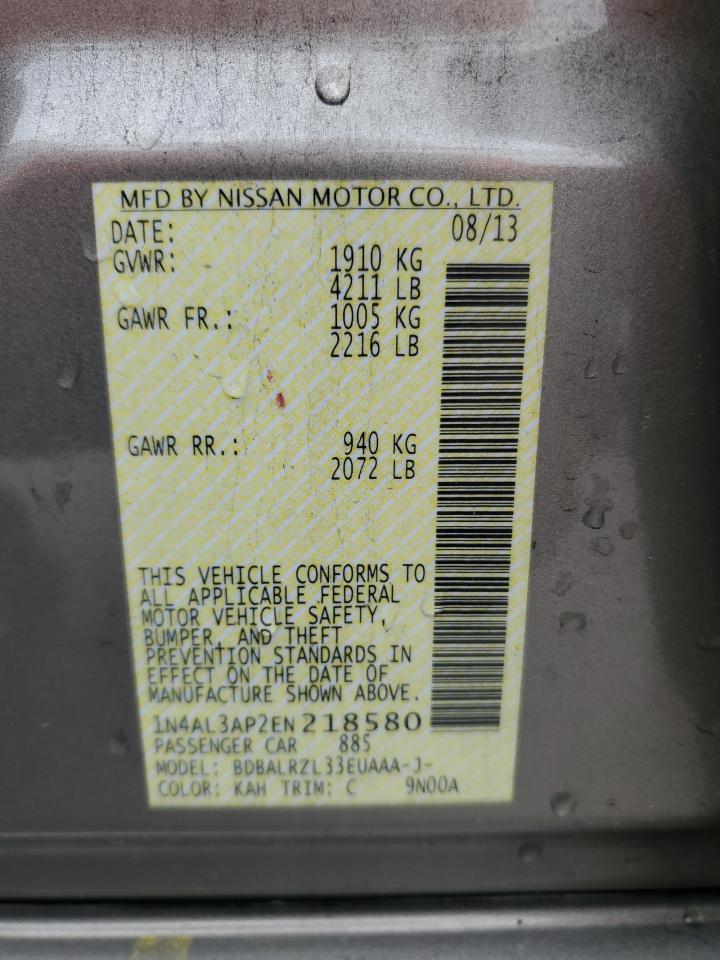 MFD BY NISSAN MOTOR CO., LTD.
DATE: 08/13
GVWR: 1910 KG
4211 LB
GAWR FR.: 1005 KG
2216 LB
GAWR RR.: 940 KG
2072 LB
THIS VEHICLE CONFORMS TO
ALL APPLICABLE FEDERAL
MOTOR VEHICLE SAFETY,
BUMPER, AND THEFT
PREVENTION STANDARDS IN
EFFECT ON THE DATE OF
MANUFACTURE SHOWN ABOVE.
1N4AL3AP2EN218580
PASSENGER CAR 885
MODEL: BDBALRZL33EUAAA-J-
COLOR: KAH TRIM: C 9N00A